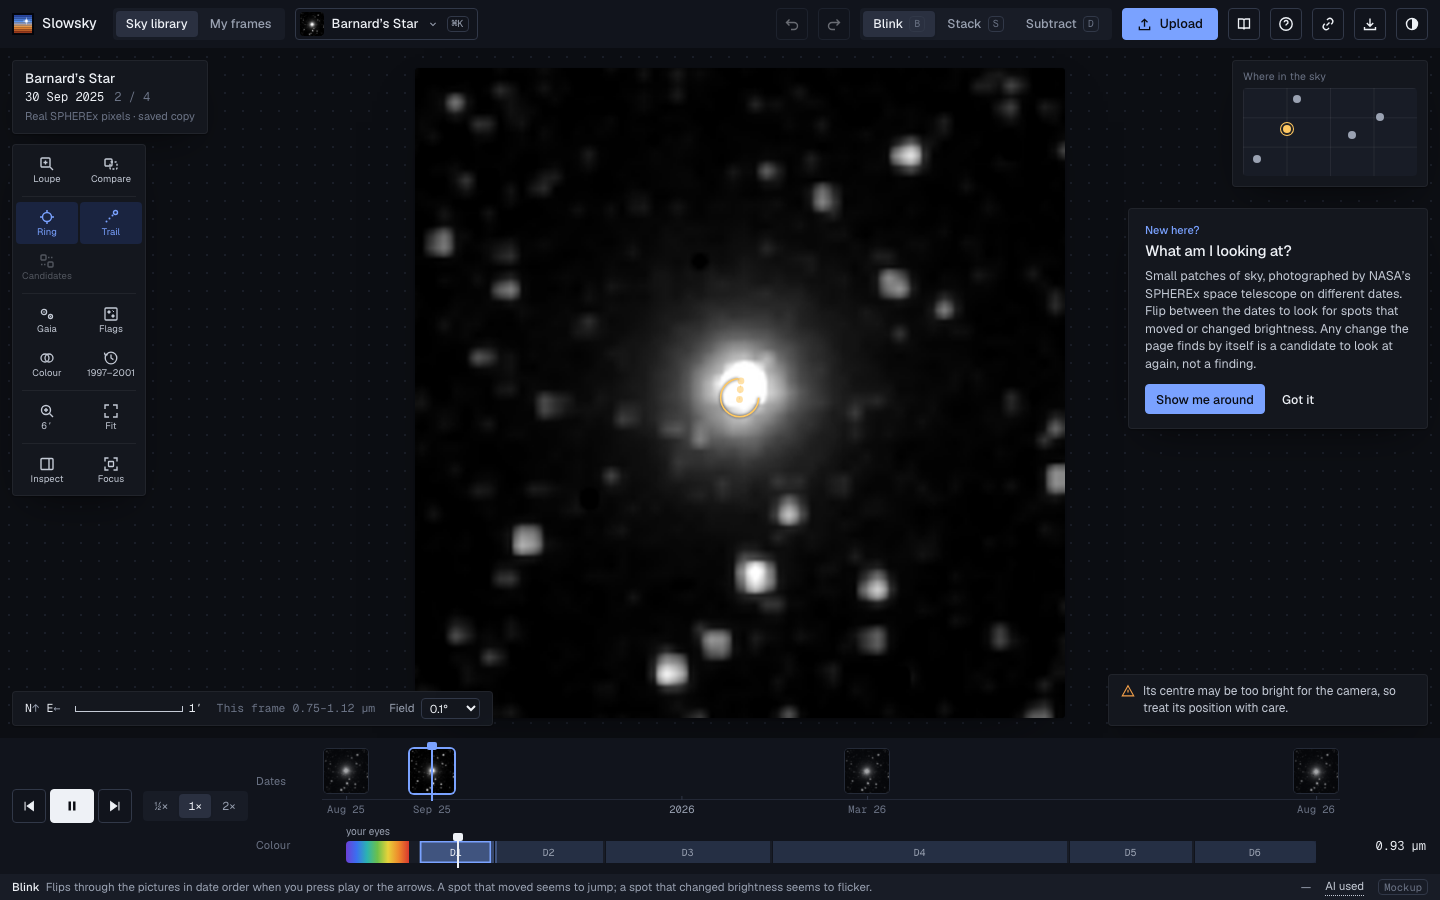 Slowsky
Sky library
My frames
Barnard's Star
⌘K
Blink B
Stack S
Subtract D
Upload
Barnard's Star
30 Sep 2025 2 / 4
Real SPHEREx pixels · saved copy
Loupe
Compare
Ring
Trail
Candidates
Gaia
Flags
Colour
1997–2001
6′
Fit
Inspect
Focus
Where in the sky
New here?
What am I looking at?
Small patches of sky, photographed by NASA's
SPHEREx space telescope on different dates.
Flip between the dates to look for spots that
moved or changed brightness. Any change the
page finds by itself is a candidate to look at
again, not a finding.
Show me around
Got it
Its centre may be too bright for the camera, so
treat its position with care.
N↑ E← 1′ This frame 0.75–1.12 µm Field 0.1°
Dates
Aug 25
Sep 25
2026
Mar 26
Aug 26
½×
1×
2×
your eyes
Colour
D1
D2
D3
D4
D5
D6
0.93 µm
Blink Flips through the pictures in date order when you press play or the arrows. A spot that moved seems to jump; a spot that changed brightness seems to flicker.
— AI used Mockup